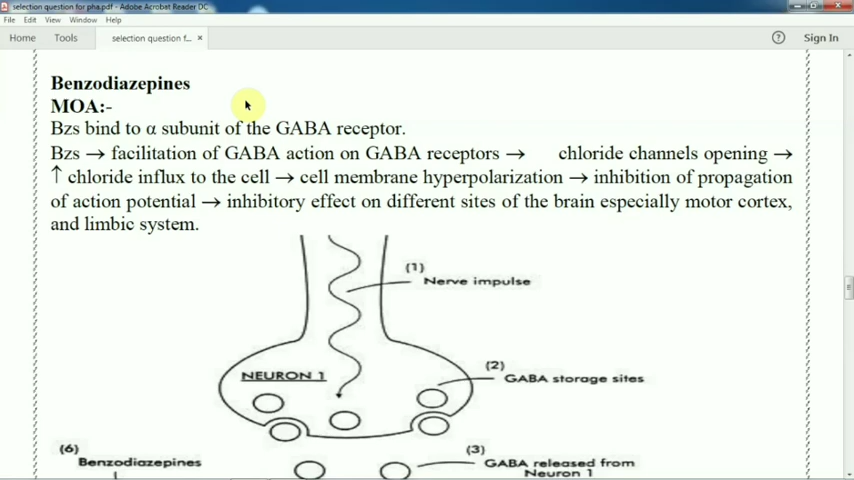 selection question for pha.pdf - Adobe Acrobat Reader DC
File Edit View Window Help
Home Tools selection question f... × ? Sign In
Benzodiazepines
MOA:-
Bzs bind to α subunit of the GABA receptor.
Bzs → facilitation of GABA action on GABA receptors → chloride channels opening →
↑ chloride influx to the cell → cell membrane hyperpolarization → inhibition of propagation
of action potential → inhibitory effect on different sites of the brain especially motor cortex,
and limbic system.
(1)
Nerve impulse
NEURON 1
(2)
GABA storage sites
(6)
Benzodiazepines
(3)
GABA released from
Neuron 1